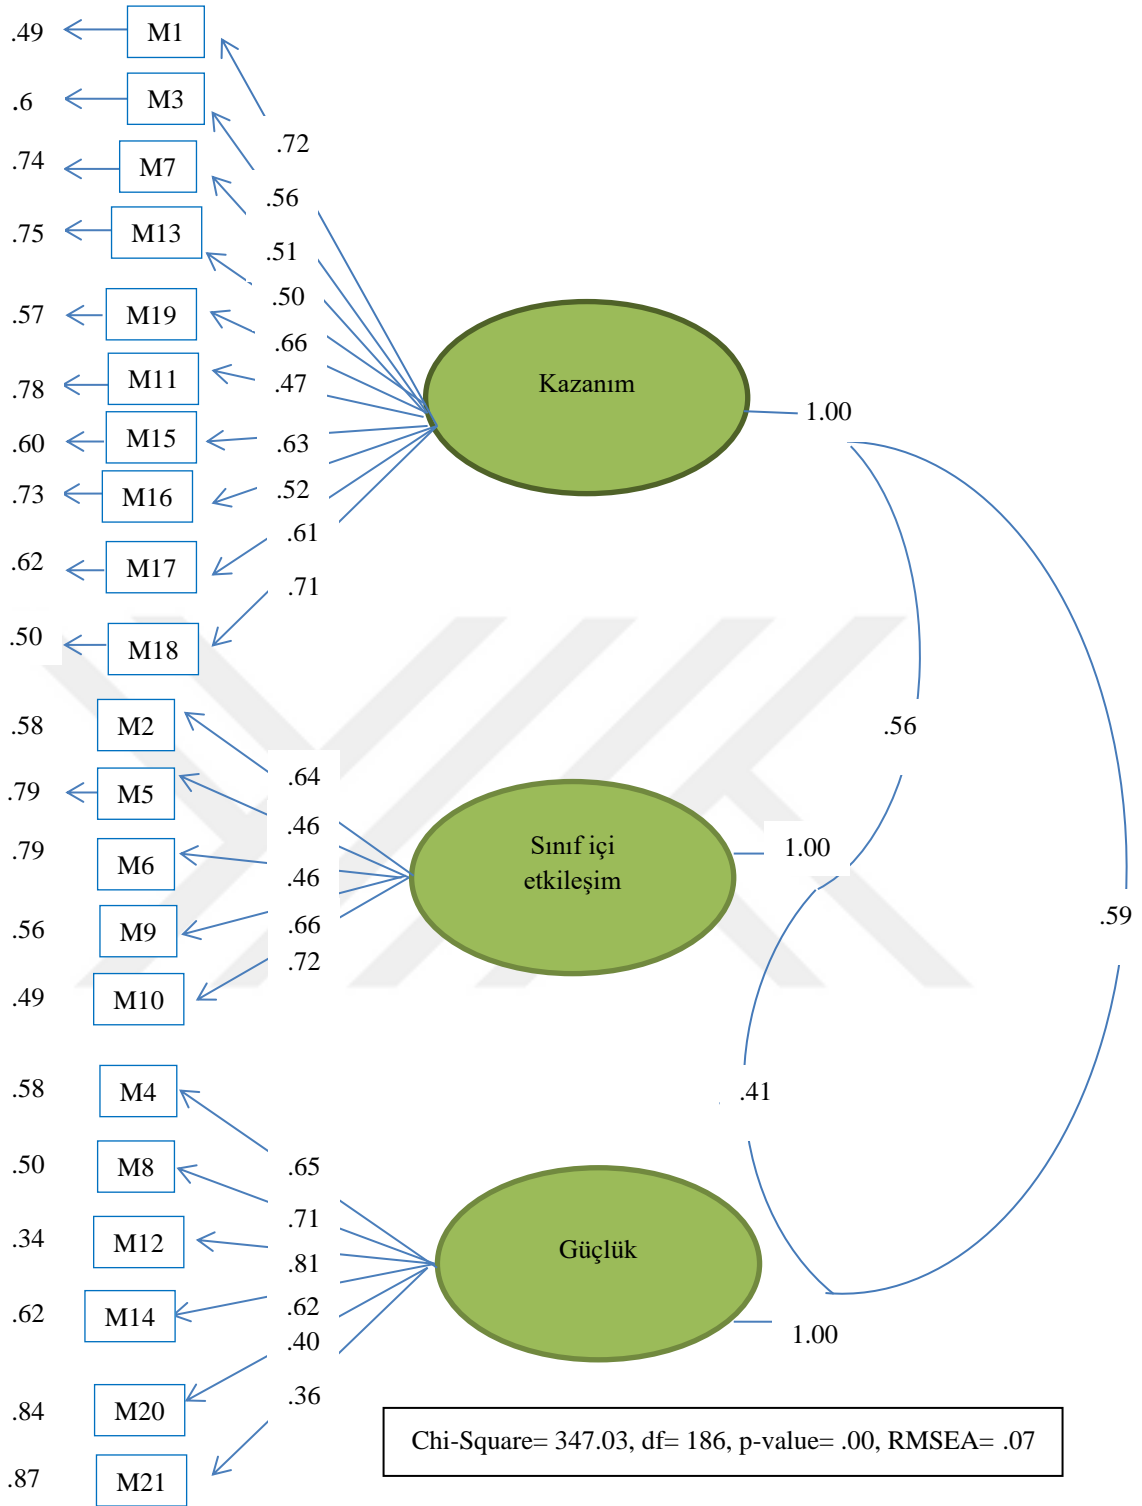 .49 M1
.72
.6 M3
.56
.74 M7
.51
.75 M13
.50
.57 M19
.66
.78 M11
.47
.60 M15
.63
.73 M16
.52
.62 M17
.61
.50 M18
.71
Kazanım
1.00
.58 M2
.64
.79 M5
.46
.79 M6
.46
.56 M9
.66
.49 M10
.72
Sınıf içi
etkileşim
1.00
.56
.59
.41
.58 M4
.65
.50 M8
.71
.34 M12
.81
.62 M14
.62
.84 M20
.40
.87 M21
.36
Güçlük
1.00
Chi-Square= 347.03, df= 186, p-value= .00, RMSEA= .07